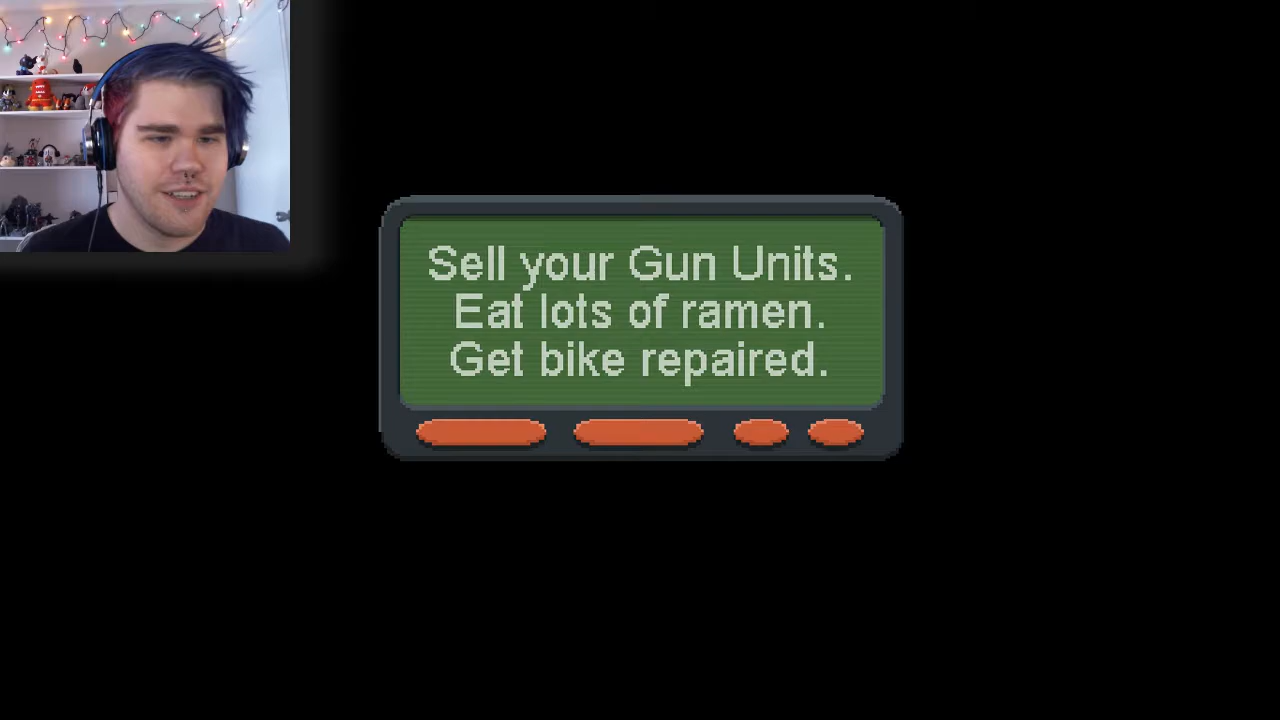 Sell your Gun Units.
Eat lots of ramen.
Get bike repaired.